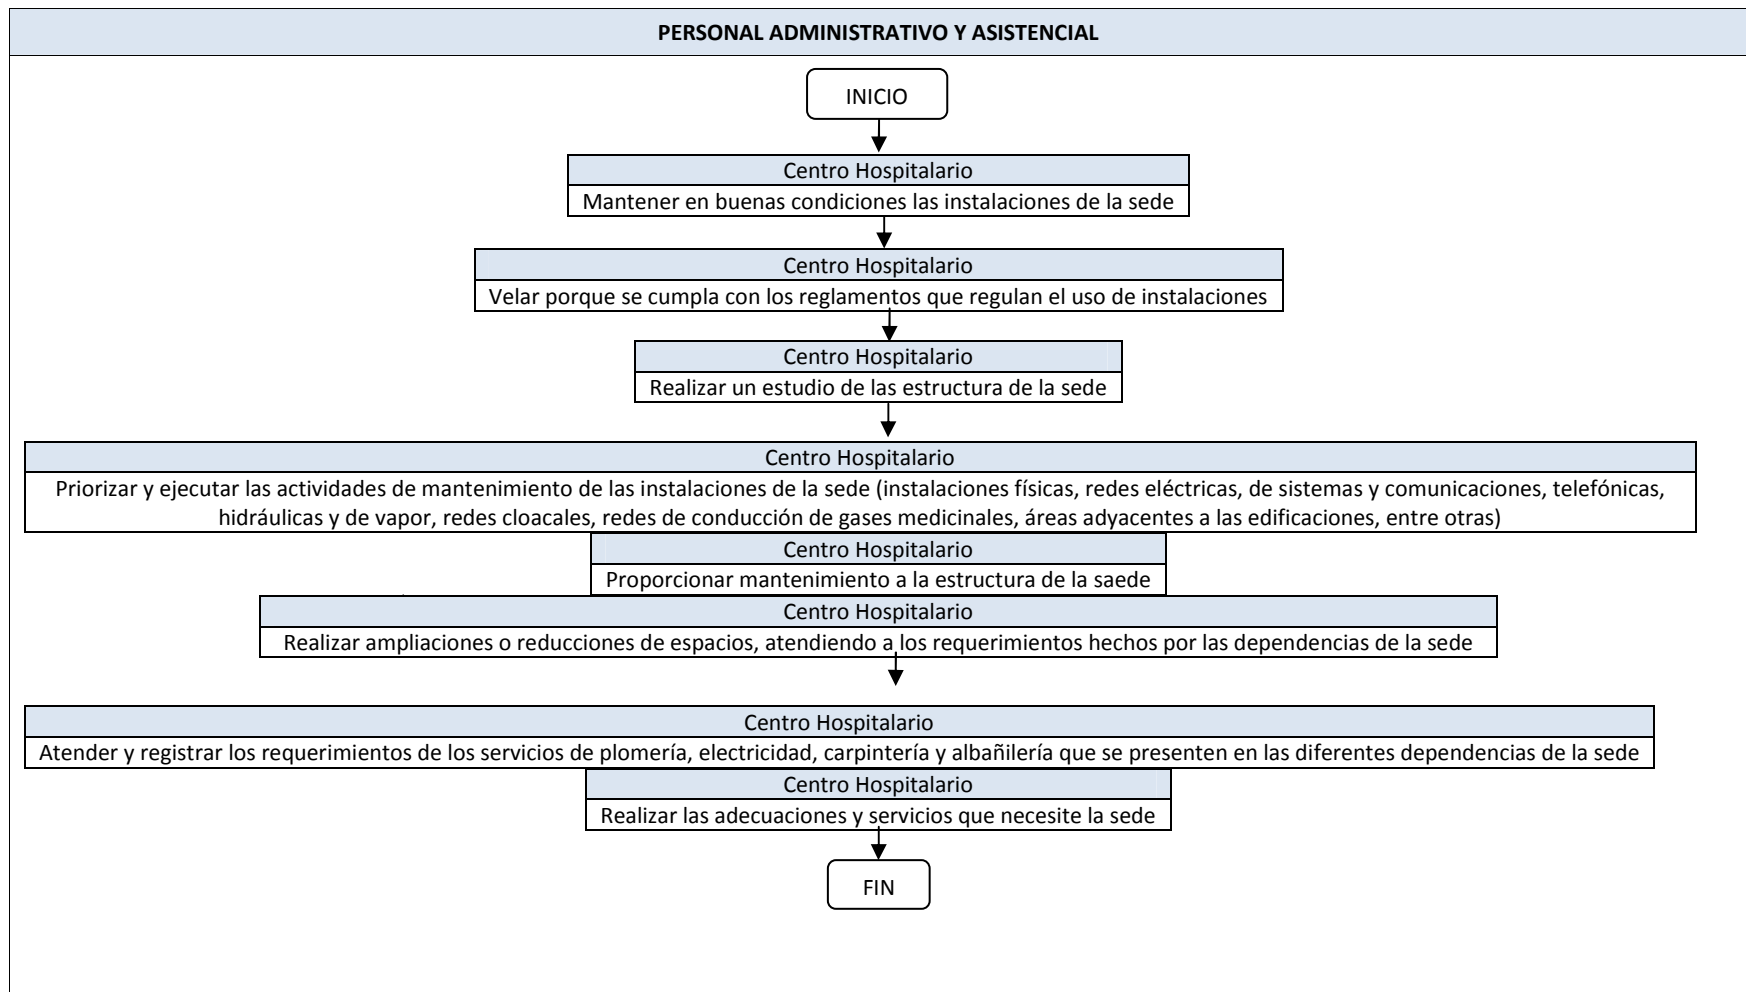 PERSONAL ADMINISTRATIVO Y ASISTENCIAL
INICIO
Centro Hospitalario
Mantener en buenas condiciones las instalaciones de la sede
Centro Hospitalario
Velar porque se cumpla con los reglamentos que regulan el uso de instalaciones
Centro Hospitalario
Realizar un estudio de las estructura de la sede
Centro Hospitalario
Priorizar y ejecutar las actividades de mantenimiento de las instalaciones de la sede (instalaciones físicas, redes eléctricas, de sistemas y comunicaciones, telefónicas,
hidráulicas y de vapor, redes cloacales, redes de conducción de gases medicinales, áreas adyacentes a las edificaciones, entre otras)
Centro Hospitalario
Proporcionar mantenimiento a la estructura de la saede
Centro Hospitalario
Realizar ampliaciones o reducciones de espacios, atendiendo a los requerimientos hechos por las dependencias de la sede
Centro Hospitalario
Atender y registrar los requerimientos de los servicios de plomería, electricidad, carpintería y albañilería que se presenten en las diferentes dependencias de la sede
Centro Hospitalario
Realizar las adecuaciones y servicios que necesite la sede
FIN